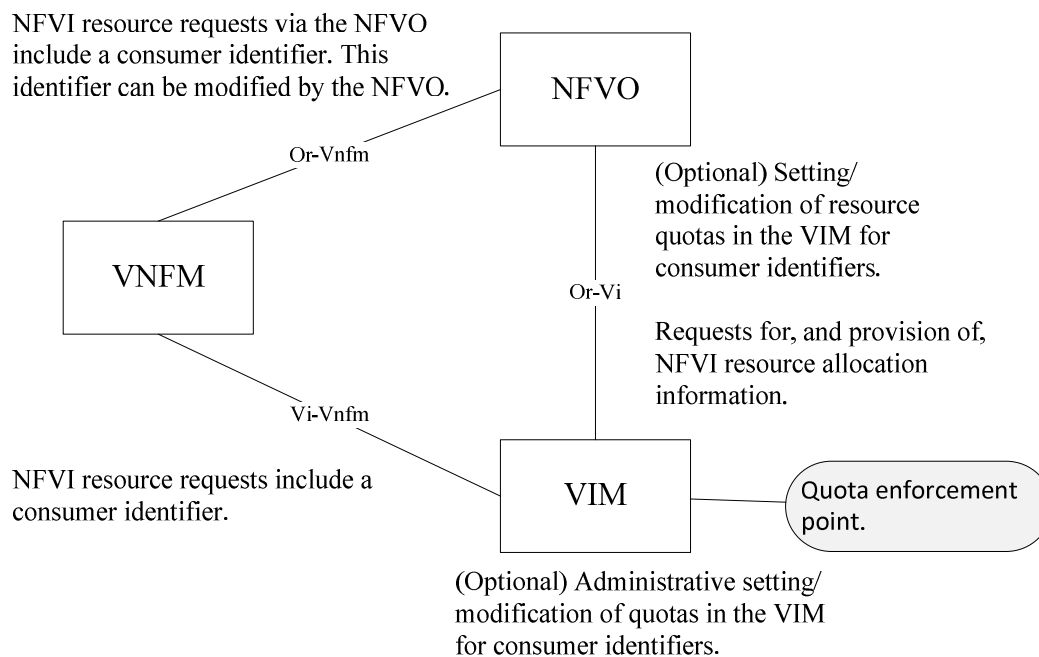 NFVI resource requests via the NFVO
include a consumer identifier. This
identifier can be modified by the NFVO.
NFVO
Or-Vnfm
(Optional) Setting/
modification of resource
quotas in the VIM for
consumer identifiers.
VNFM
Or-Vi
Requests for, and provision of,
NFVI resource allocation
information.
Vi-Vnfm
NFVI resource requests include a
consumer identifier.
VIM
Quota enforcement
point.
(Optional) Administrative setting/
modification of quotas in the VIM
for consumer identifiers.